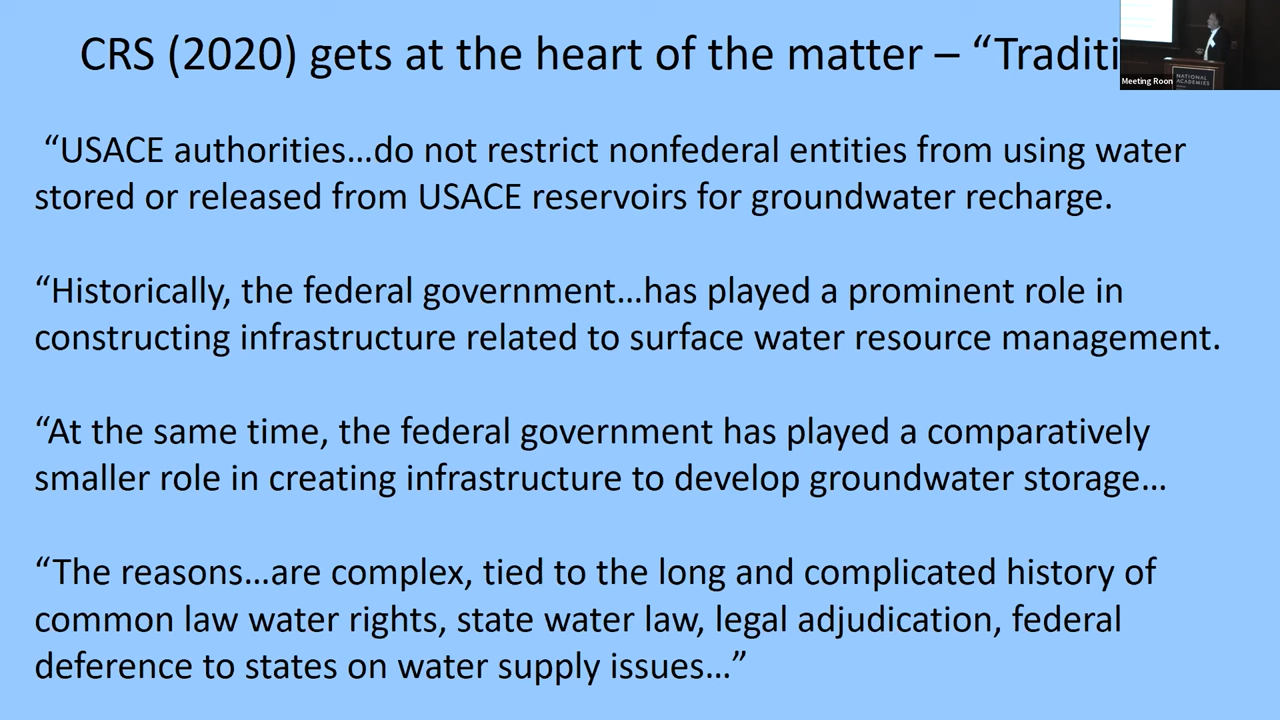 CRS (2020) gets at the heart of the matter – “Traditi
Meeting Room
NATIONAL
ACADEMIES
“USACE authorities…do not restrict nonfederal entities from using water
stored or released from USACE reservoirs for groundwater recharge.
“Historically, the federal government…has played a prominent role in
constructing infrastructure related to surface water resource management.
“At the same time, the federal government has played a comparatively
smaller role in creating infrastructure to develop groundwater storage…
“The reasons…are complex, tied to the long and complicated history of
common law water rights, state water law, legal adjudication, federal
deference to states on water supply issues…”